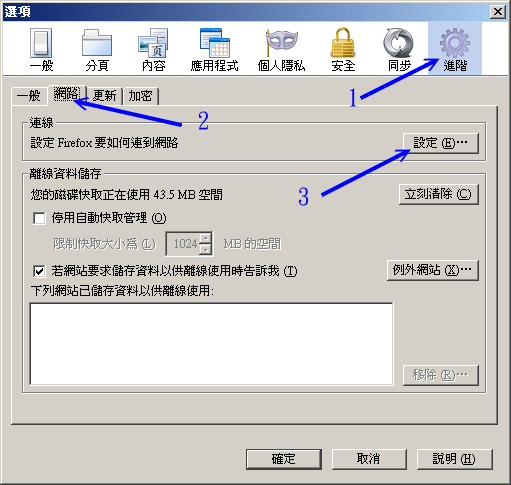 選項
一般 分頁 內容 應用程式 個人隱私 安全 同步 進階
1
一般 網路 更新 加密
2
連線
設定 Firefox 要如何連到網路 設定 (E)...
3
離線資料儲存
您的磁碟快取正在使用 43.5 MB 空間 立刻清除 (C)
停用自動快取管理 (O)
限制快取大小為 (L) 1024 MB 的空間
若網站要求儲存資料以供離線使用時告訴我 (T) 例外網站 (X)...
下列網站已儲存資料以供離線使用:
移除 (R)...
確定 取消 說明 (H)